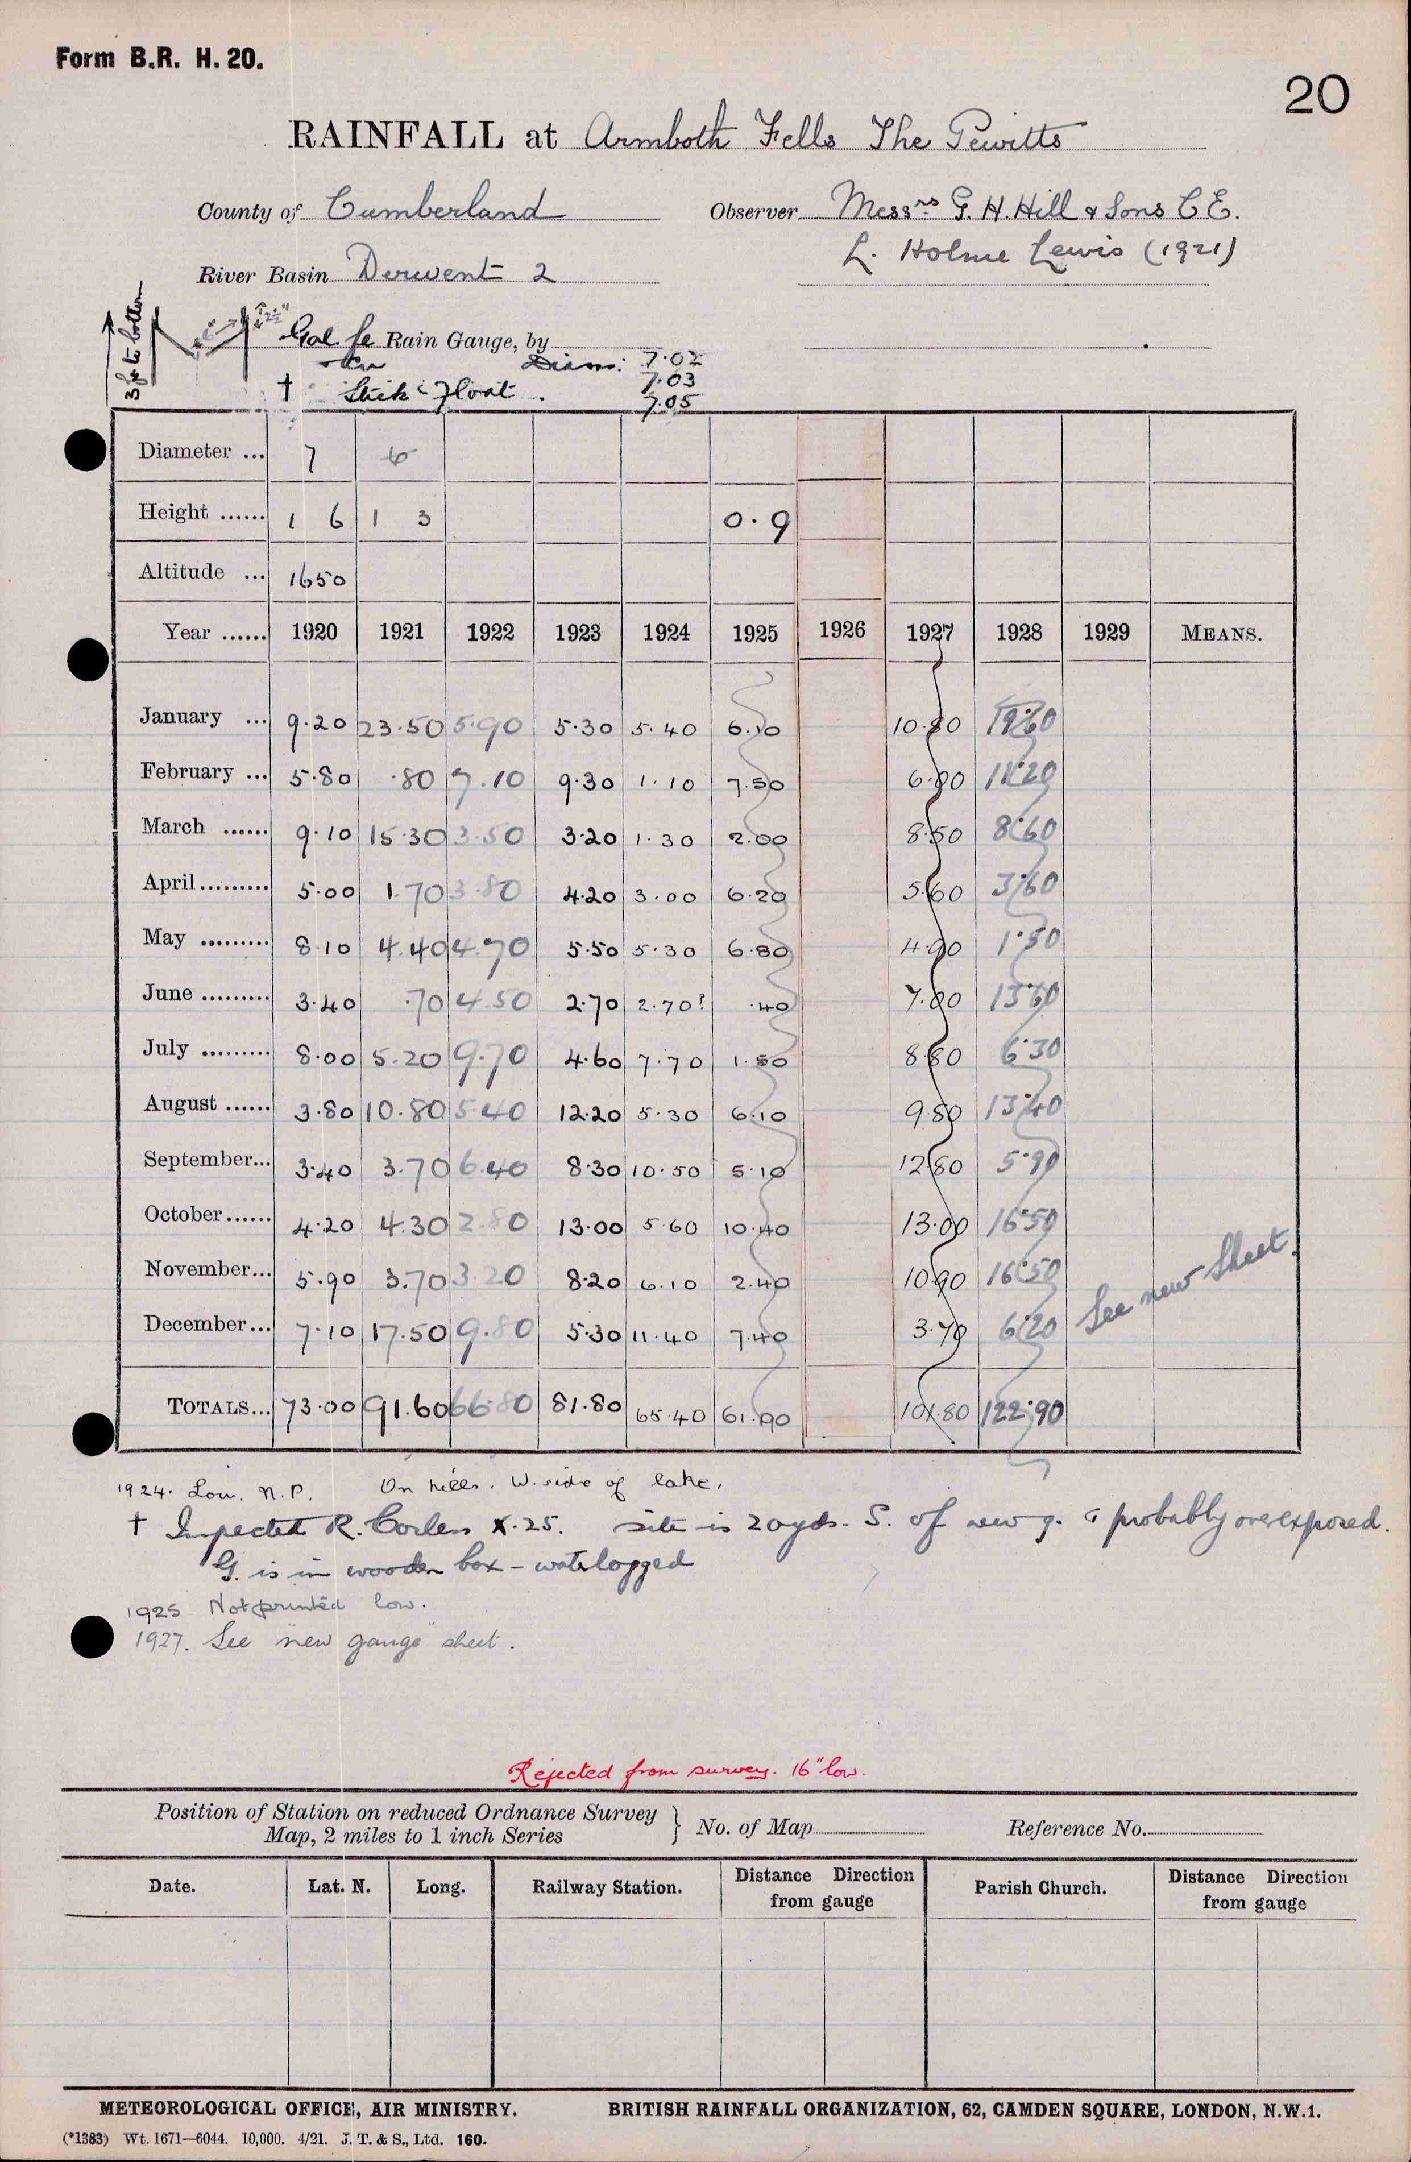 Form B.R. H. 20.
20
RAINFALL at Armboth Fells The Pewitts
County of Cumberland Observer Messrs G. H. Hill & Sons C.E.
L. Holme Lewis (1921)
River Basin Derwent 2
3 ft to bottom
Gal fe Rain Gauge, by
Diam: 7.02
7.03
† Stick & Float. 7.05
Diameter ... 7 6
Height ...... 1 6 1 3 0.9
Altitude ... 1650
Year ...... 1920 1921 1922 1923 1924 1925 1926 1927 1928 1929 MEANS.
January ... 9.20 23.50 5.90 5.30 5.40 6.10 10.80 19.60
February ... 5.80 .80 7.10 9.30 1.10 7.50 6.90 11.20
March ...... 9.10 15.30 3.50 3.20 1.30 2.00 8.50 8.60
April ......... 5.00 1.70 3.80 4.20 3.00 6.20 5.60 3.60
May ......... 8.10 4.40 4.70 5.50 5.30 6.80 4.90 1.50
June ......... 3.40 .70 4.50 2.70 2.70? .40 7.00 13.60
July ......... 8.00 5.20 9.70 4.60 7.70 1.50 8.80 6.30
August ...... 3.80 10.80 5.40 12.20 5.30 6.10 9.50 13.40
September... 3.40 3.70 6.40 8.30 10.50 5.10 12.80 5.90
October...... 4.20 4.30 2.80 13.00 5.60 10.40 13.00 16.50
November... 5.90 3.70 3.20 8.20 6.10 2.40 10.90 16.50
December... 7.10 17.50 9.80 5.30 11.40 7.40 3.70 6.20
See new Sheet.
TOTALS... 73.00 91.60 66.80 81.80 65.40 61.90 101.80 122.90
1924. Low. N.P. On hills. W. side of lake.
† Inspected R. Corless X.25. site is 20 yds. S. of new g. & probably overexposed.
G. is in wooden box – waterlogged
1925 Not printed low.
1927. See "new gauge" sheet.
Rejected from survey. 16" low.
Position of Station on reduced Ordnance Survey
Map, 2 miles to 1 inch Series } No. of Map Reference No.
Date. Lat. N. Long. Railway Station. Distance Direction from gauge Parish Church. Distance Direction from gauge
METEOROLOGICAL OFFICE, AIR MINISTRY. BRITISH RAINFALL ORGANIZATION, 62, CAMDEN SQUARE, LONDON, N.W.1.
(*1383) Wt. 1671—6044. 10,000. 4/21. J. T. & S., Ltd. 160.